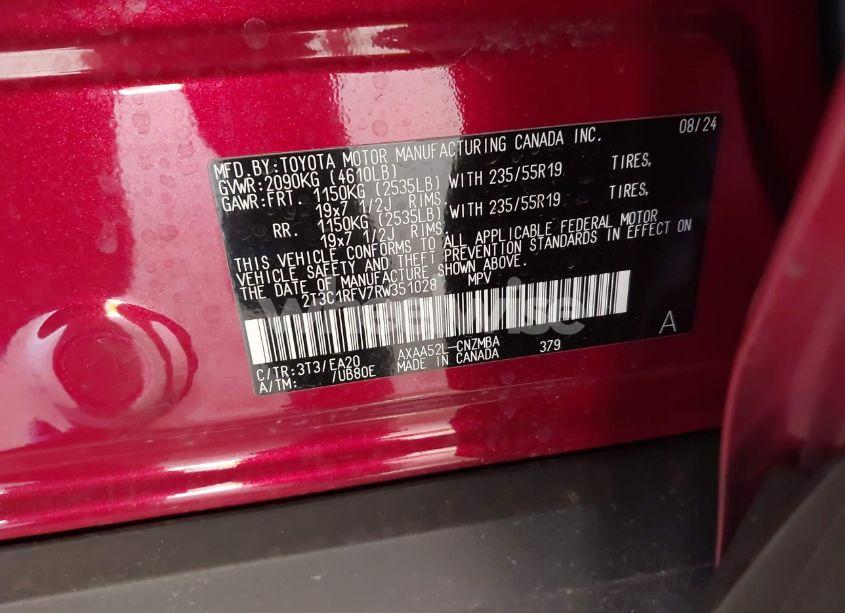 08/24
MFD.BY:TOYOTA MOTOR MANUFACTURING CANADA INC.
GVWR:2090KG (4610LB)
GAWR:FRT. 1150KG (2535LB) WITH 235/55R19 TIRES,
19x7 1/2J RIMS,
RR. 1150KG (2535LB) WITH 235/55R19 TIRES,
19x7 1/2J RIMS.
THIS VEHICLE CONFORMS TO ALL APPLICABLE FEDERAL MOTOR
VEHICLE SAFETY AND THEFT PREVENTION STANDARDS IN EFFECT ON
THE DATE OF MANUFACTURE SHOWN ABOVE.
2T3C1RFV7RW351028 MPV
wheelwise
C/TR:3T3/EA20 AXAA52L-CNZMBA 379 A
A/TM: /UB80E MADE IN CANADA